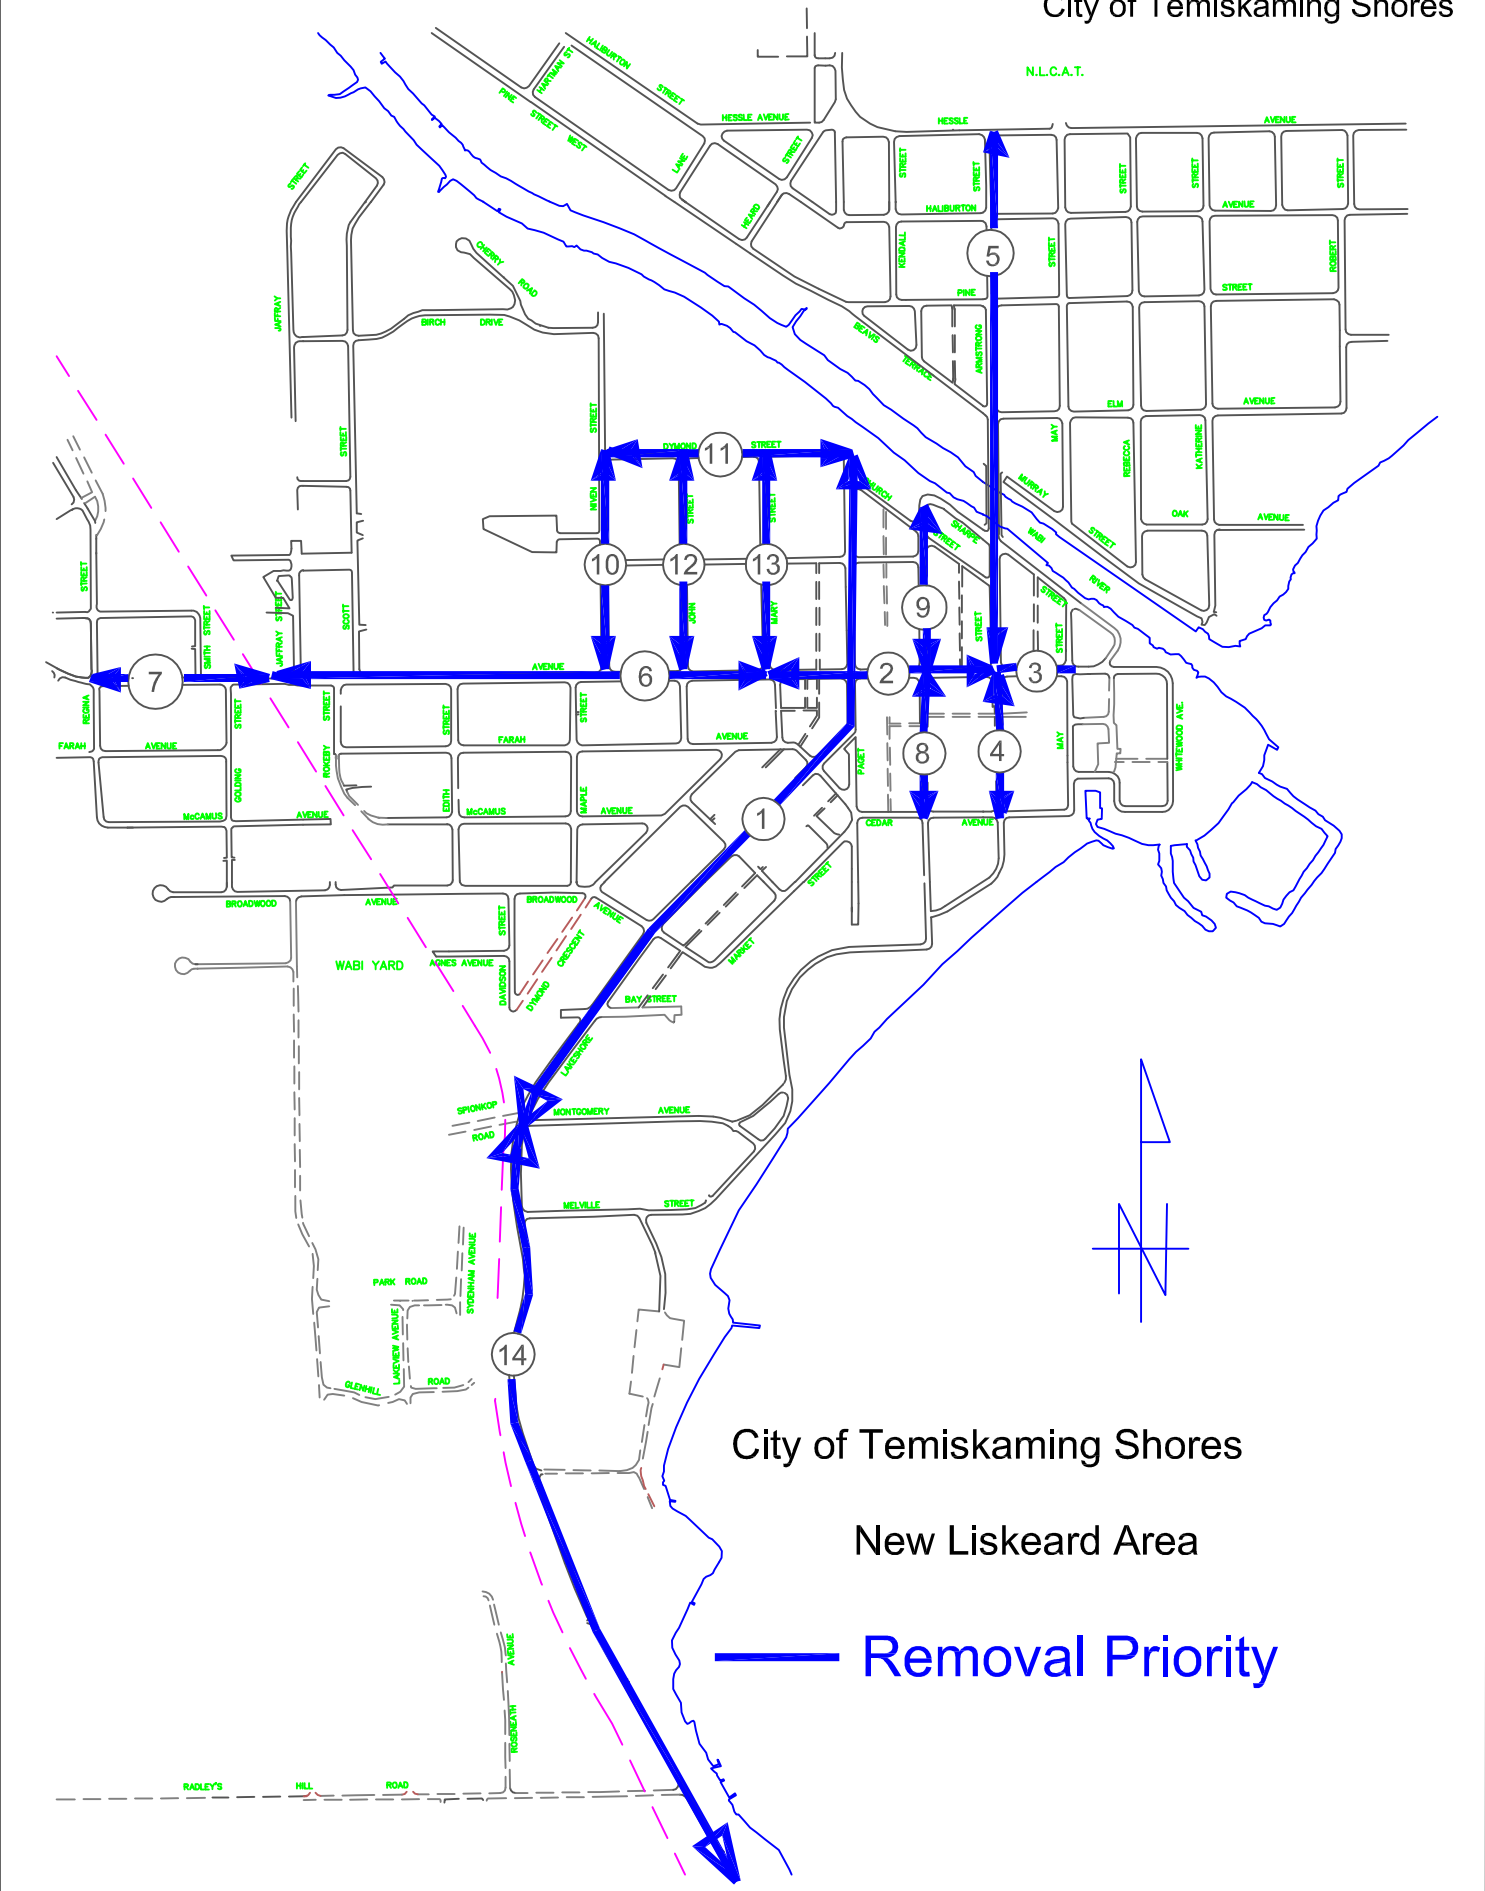 City of Temiskaming Shores
N.L.C.A.T.
HALIBURTON
STREET
HARTMAN ST
PINE
STREET
WEST
HESSLE AVENUE
HESSLE
AVENUE
LANE
STREET
HEARD
STREET
STREET
STREET
STREET
STREET
HALIBURTON
AVENUE
KENDALL
5
STREET
ROBERT
PINE
STREET
STREET
JAFFRAY
CHERRY
ROAD
BIRCH
DRIVE
BEAVIS
TERRACE
ARMSTRONG
ELM
AVENUE
MAY
REBECCA
KATHERINE
STREET
STREET
DYMOND
11
STREET
NIVEN
STREET
STREET
CHURCH
SHARPE
STREET
MURRAY
STREET
OAK
AVENUE
WABI
RIVER
10
12
13
9
STREET
SMITH STREET
JAFFRAY STREET
SCOTT
JOHN
MARY
STREET
STREET
STREET
7
AVENUE
6
2
3
REGINA
STREET
STREET
STREET
STREET
FARAH
AVENUE
FARAH
AVENUE
GOLDING
ROKEBY
EDITH
MAPLE
PAGET
8
4
MAY
WHITEWOOD AVE.
McCAMUS
AVENUE
McCAMUS
AVENUE
1
CEDAR
AVENUE
STREET
BROADWOOD
AVENUE
BROADWOOD
AVENUE
STREET
DAVIDSON
CRESCENT
DYMOND
MARKET
WABI YARD
AGNES AVENUE
BAY STREET
LAKESHORE
SPIONKOP
ROAD
MONTGOMERY
AVENUE
MELVILLE
STREET
PARK ROAD
SYDENHAM AVENUE
LAKEVIEW AVENUE
GLENHILL
ROAD
14
City of Temiskaming Shores
New Liskeard Area
Removal Priority
AVENUE
ROSENEATH
RADLEY'S
HILL
ROAD
N